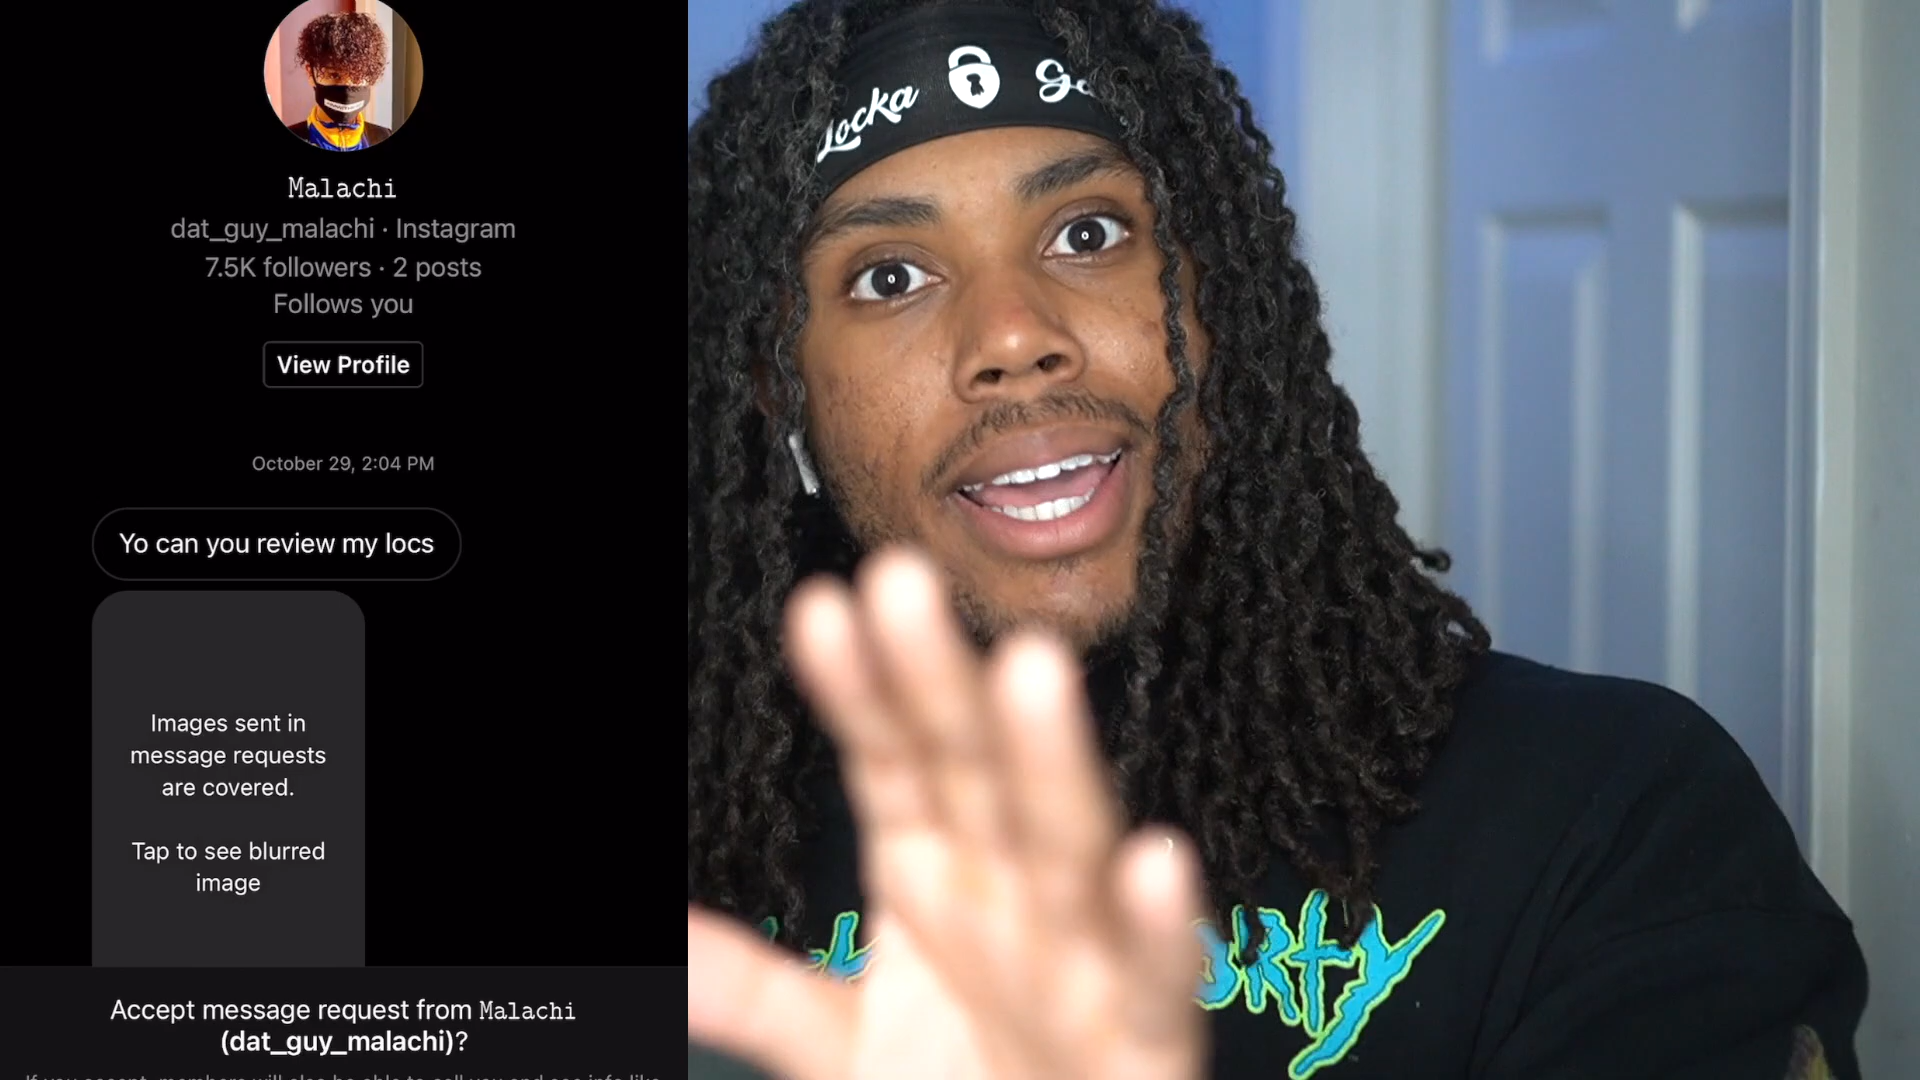 Malachi
dat_guy_malachi · Instagram
7.5K followers · 2 posts
Follows you
View Profile
October 29, 2:04 PM
Yo can you review my locs
Images sent in
message requests
are covered.
Tap to see blurred
image
Accept message request from Malachi
(dat_guy_malachi)?
Locka